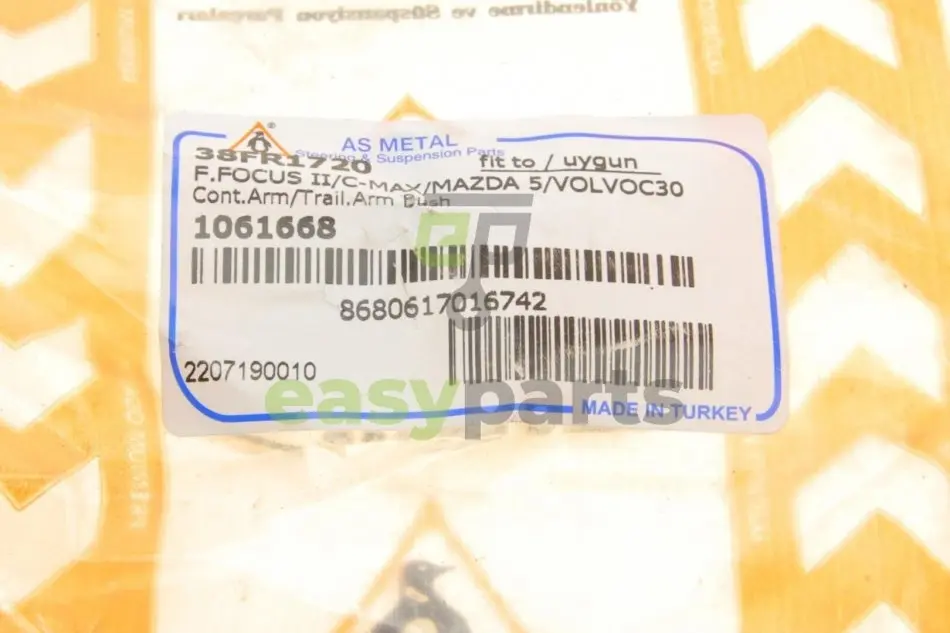 Yönlendirme ve Süspansiyon Parçaları
®
AS METAL
Steering & Suspension Parts
38FR1720
fit to / uygun
F.FOCUS II/C-MAX/MAZDA 5/VOLVOC30
Cont.Arm/Trail.Arm Bush
1061668
8680617016742
2207190010
easyparts
MADE IN TURKEY